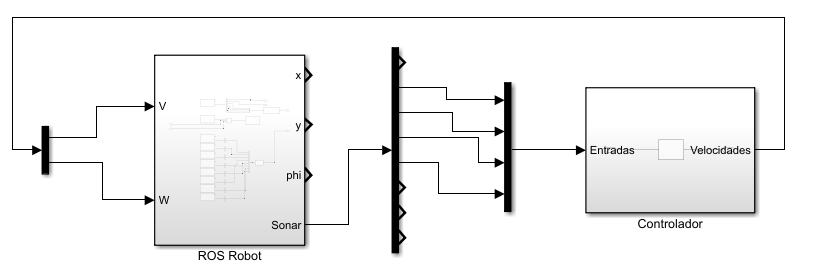 x
V
y
phi
W
Sonar
ROS Robot
Entradas
Velocidades
Controlador